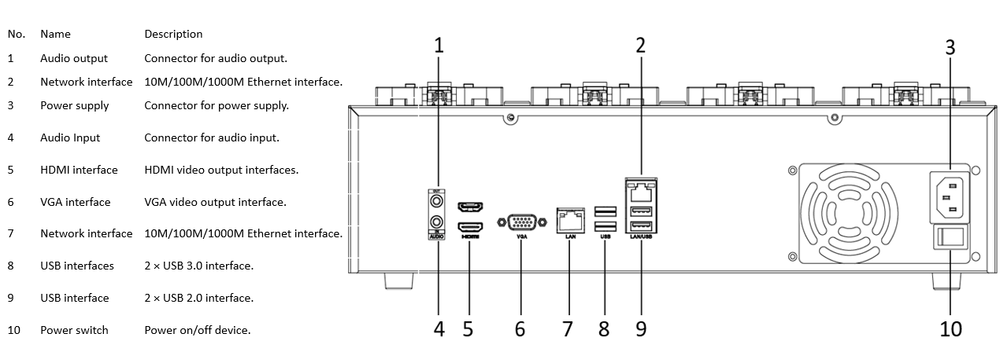 No. Name Description
1 Audio output Connector for audio output.
2 Network interface 10M/100M/1000M Ethernet interface.
3 Power supply Connector for power supply.
4 Audio Input Connector for audio input.
5 HDMI interface HDMI video output interfaces.
6 VGA interface VGA video output interface.
7 Network interface 10M/100M/1000M Ethernet interface.
8 USB interfaces 2 × USB 3.0 interface.
9 USB interface 2 × USB 2.0 interface.
10 Power switch Power on/off device.
1 2 3
OUT
IN
AUDIO HDMI VGA LAN USB LAN/USB
4 5 6 7 8 9 10